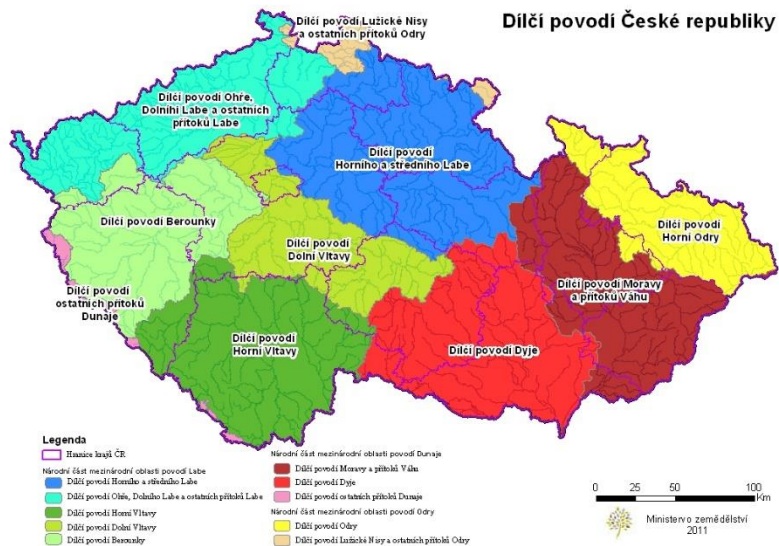 Dílčí povodí České republiky
Dílčí povodí Lužické Nisy
a ostatních přítoků Odry
Dílčí povodí Ohře,
Dolního Labe a ostatních
přítoků Labe
Dílčí povodí
Horního a středního Labe
Dílčí povodí Berounky
Dílčí povodí
Dolní Vltavy
Dílčí povodí
Horní Odry
Dílčí povodí
ostatních přítoků
Dunaje
Dílčí povodí Moravy
a přítoků Váhu
Dílčí povodí
Horní Vltavy
Dílčí povodí Dyje
Legenda
Hranice krajů ČR
Národní část mezinárodní oblasti povodí Labe
Dílčí povodí Horního a středního Labe
Dílčí povodí Ohře, Dolního Labe a ostatních přítoků Labe
Dílčí povodí Horní Vltavy
Dílčí povodí Dolní Vltavy
Dílčí povodí Berounky
Národní část mezinárodní oblasti povodí Dunaje
Dílčí povodí Moravy a přítoků Váhu
Dílčí povodí Dyje
Dílčí povodí ostatních přítoků Dunaje
Národní část mezinárodní oblasti povodí Odry
Dílčí povodí Odry
Dílčí povodí Lužické Nisy a ostatních přítoků Odry
0 25 50 100
Km
Ministerstvo zemědělství
2011